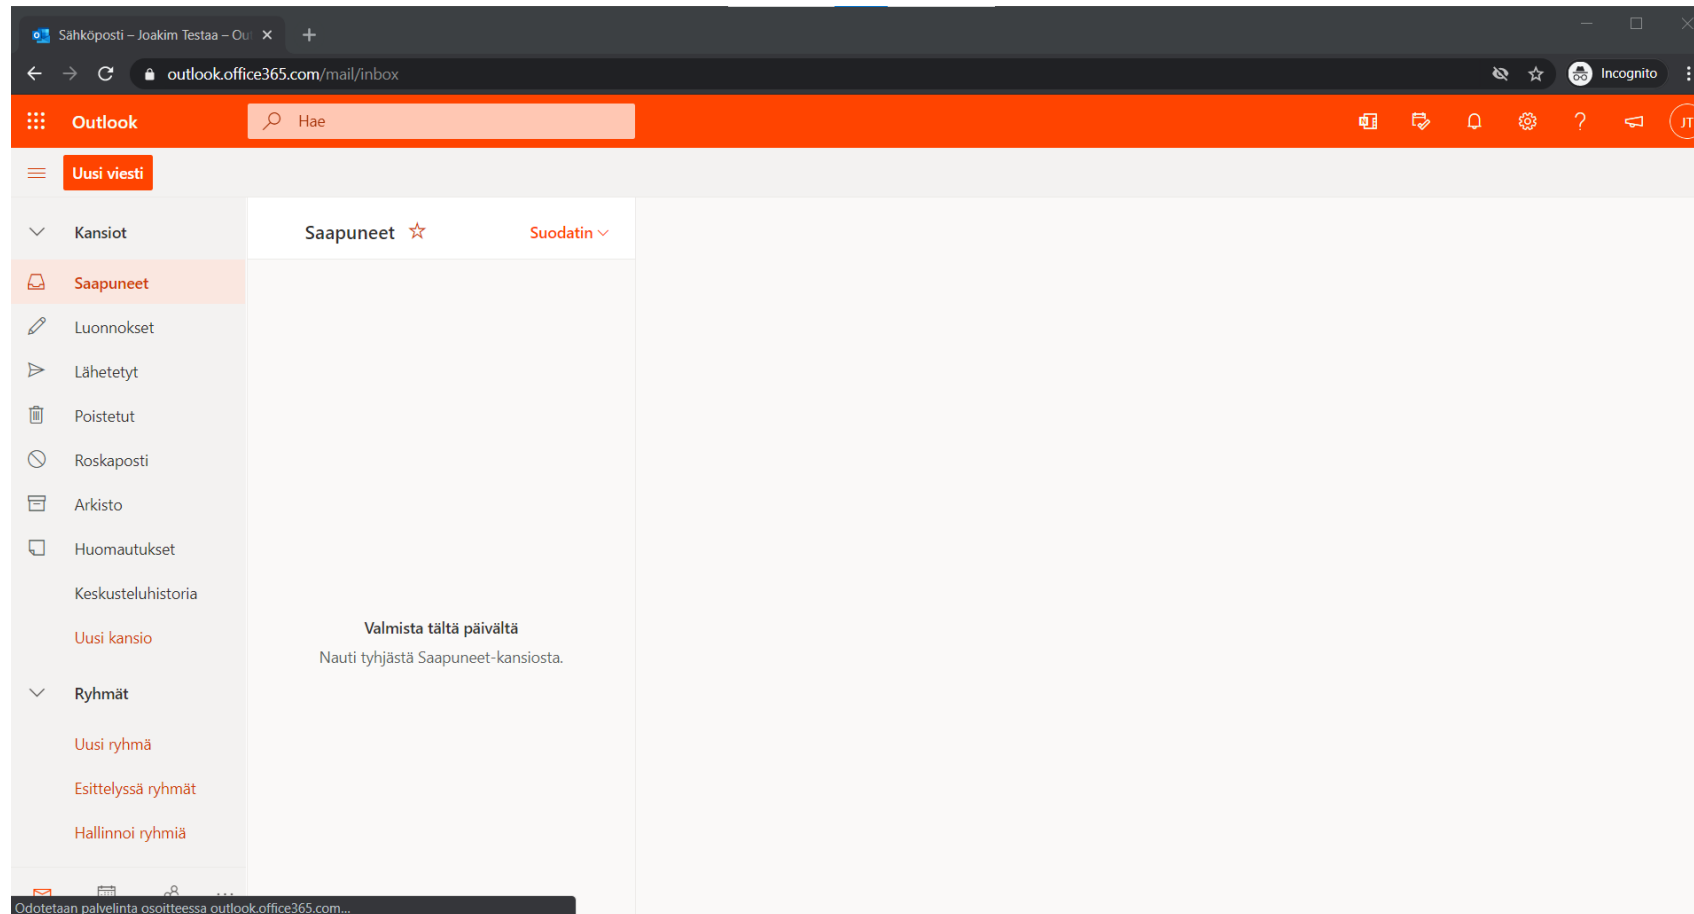 Sähköposti – Joakim Testaa – Ou
outlook.office365.com/mail/inbox
Incognito
Outlook
Hae
JT
Uusi viesti
Kansiot
Saapuneet
Luonnokset
Lähetetyt
Poistetut
Roskaposti
Arkisto
Huomautukset
Keskusteluhistoria
Uusi kansio
Ryhmät
Uusi ryhmä
Esittelyssä ryhmät
Hallinnoi ryhmiä
Saapuneet
Suodatin
Valmista tältä päivältä
Nauti tyhjästä Saapuneet-kansiosta.
Odotetaan palvelinta osoitteessa outlook.office365.com...